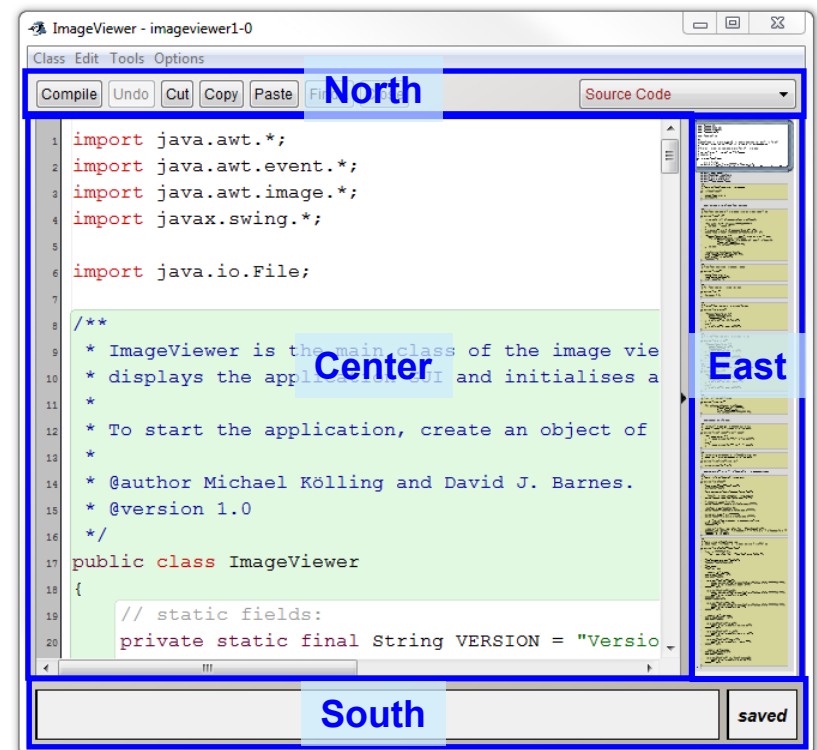 ImageViewer - imageviewer1-0
Class Edit Tools Options
Compile Undo Cut Copy Paste North Source Code
1 import java.awt.*;
2 import java.awt.event.*;
3 import java.awt.image.*;
4 import javax.swing.*;
5
6 import java.io.File;
7
8 /**
9 * ImageViewer is the main class of the image vie
Center
East
10 * displays the application GUI and initialises a
11 *
12 * To start the application, create an object of
13 *
14 * @author Michael Kölling and David J. Barnes.
15 * @version 1.0
16 */
17 public class ImageViewer
18 {
19 // static fields:
20 private static final String VERSION = "Versio
South
saved